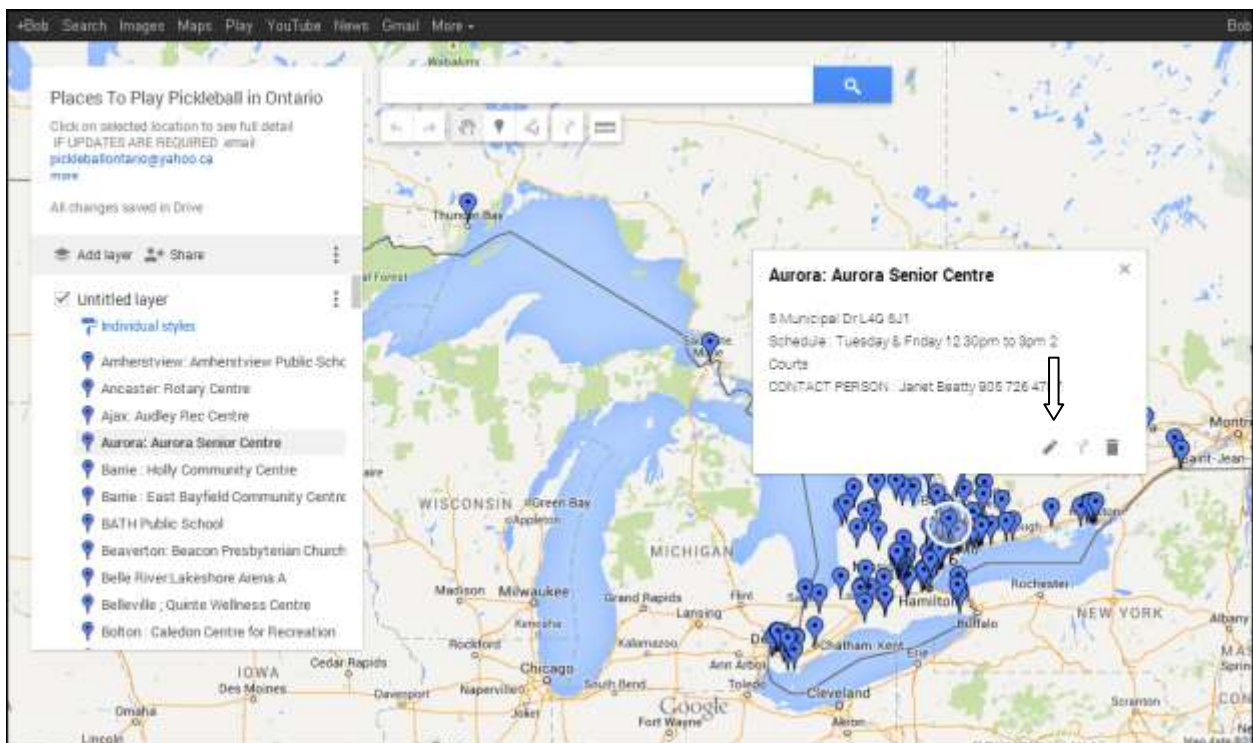 +Bob Search Images Maps Play YouTube News Gmail More
Bob
Places To Play Pickleball in Ontario
Click on selected location to see full detail
IF UPDATES ARE REQUIRED email
pickleballontario@yahoo.ca
more
All changes saved in Drive
Add layer Share
Untitled layer
Individual styles
Amherstview: Amherstview Public Scho
Ancaster: Rotary Centre
Ajax: Audley Rec Centre
Aurora: Aurora Senior Centre
Barrie : Holly Community Centre
Barrie : East Bayfield Community Centre
BATH Public School
Beaverton: Beacon Presbyterian Church
Belle River:Lakeshore Arena A
Belleville ; Quinte Wellness Centre
Bolton : Caledon Centre for Recreation
Aurora: Aurora Senior Centre
Schedule : Tuesday & Friday 12.30pm to 3pm 2
Courts
CONTACT PERSON : Janet Beatty 905 726
Thunder Bay
WISCONSIN
Green Bay
Appleton
MICHIGAN
Madison
Milwaukee
Grand Rapids
Flint
Lansing
Kenosha
Rockford
Kalamazoo
Ann Arbor
Chatham-Kent
Hamilton
Buffalo
Rochester
NEW YORK
Albany
Erie
IOWA
Cedar Rapids
Des Moines
Davenport
Naperville
Chicago
South Bend
Toledo
Cleveland
Scranton
Omaha
Joliet
Fort Wayne
Google
Akron
Lincoln
Saint-Jean-